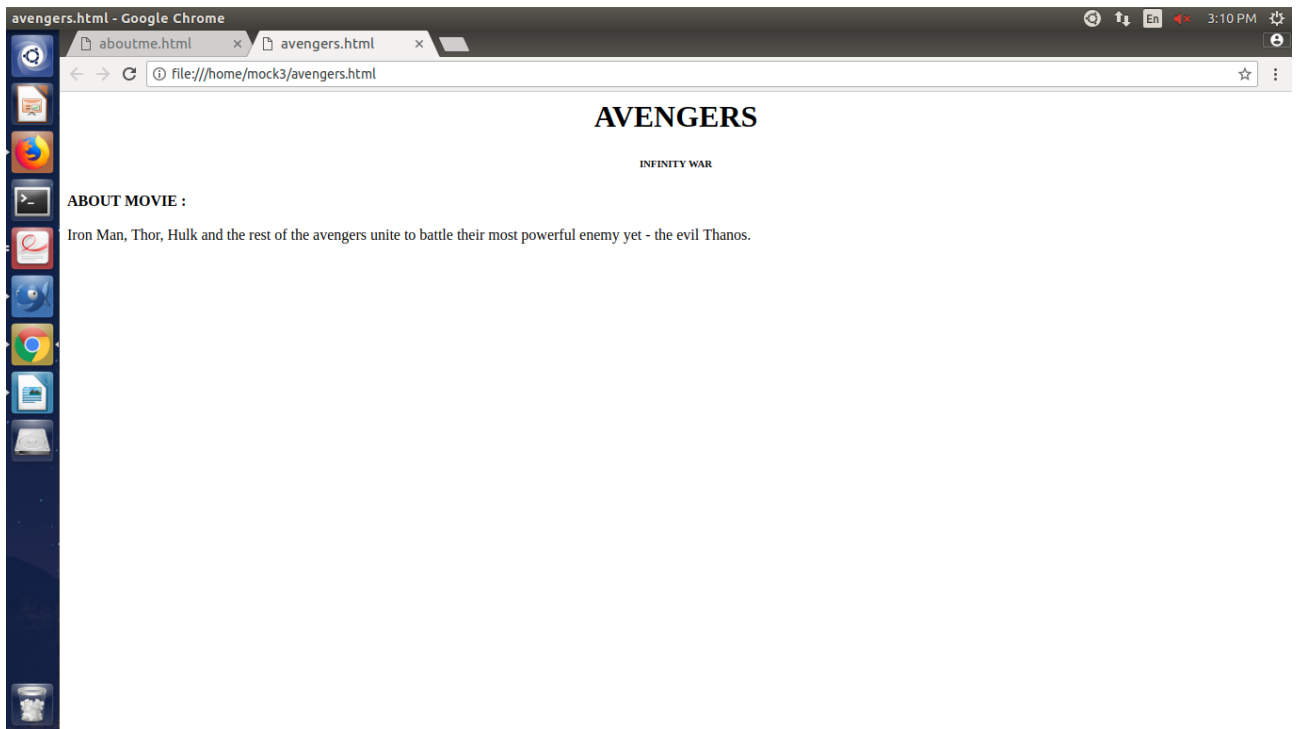 avengers.html - Google Chrome
En 3:10 PM
aboutme.html avengers.html
file:///home/mock3/avengers.html
AVENGERS
INFINITY WAR
ABOUT MOVIE :
Iron Man, Thor, Hulk and the rest of the avengers unite to battle their most powerful enemy yet - the evil Thanos.